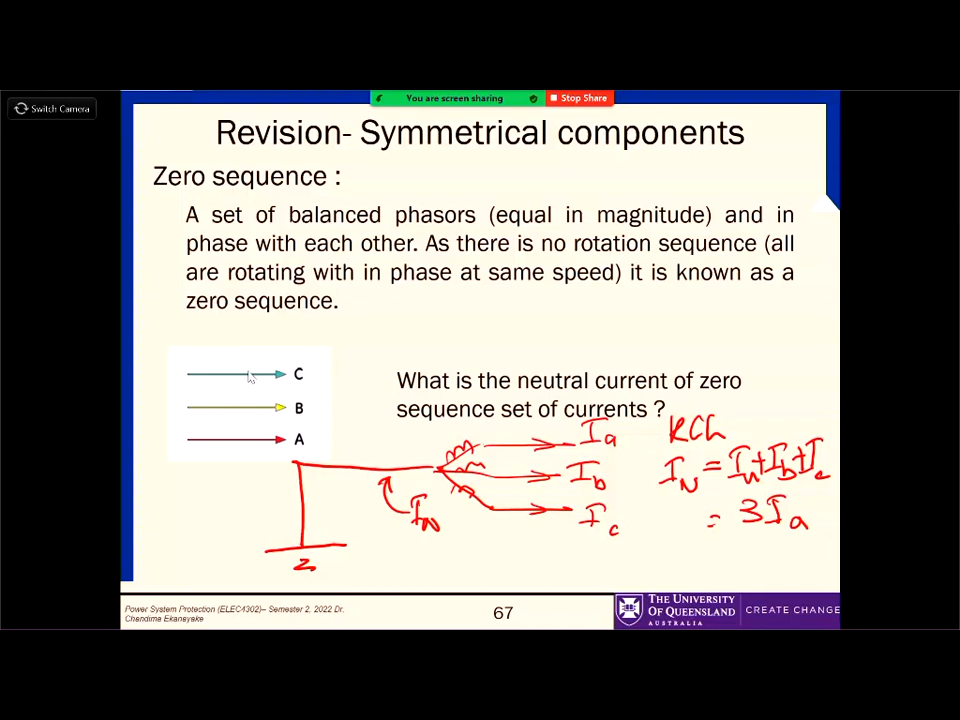 Switch Camera
You are screen sharing
Stop Share
Revision- Symmetrical components
Zero sequence :
A set of balanced phasors (equal in magnitude) and in
phase with each other. As there is no rotation sequence (all
are rotating with in phase at same speed) it is known as a
zero sequence.
C
B
A
What is the neutral current of zero
sequence set of currents ?
Ia
KCL
Ib
IN = Ia+Ib+Ic
IN
Ic
= 3Ia
Power System Protection (ELEC4302)– Semester 2, 2022 Dr.
Chandima Ekanayake
67
THE UNIVERSITY
OF QUEENSLAND
AUSTRALIA
CREATE CHANGE